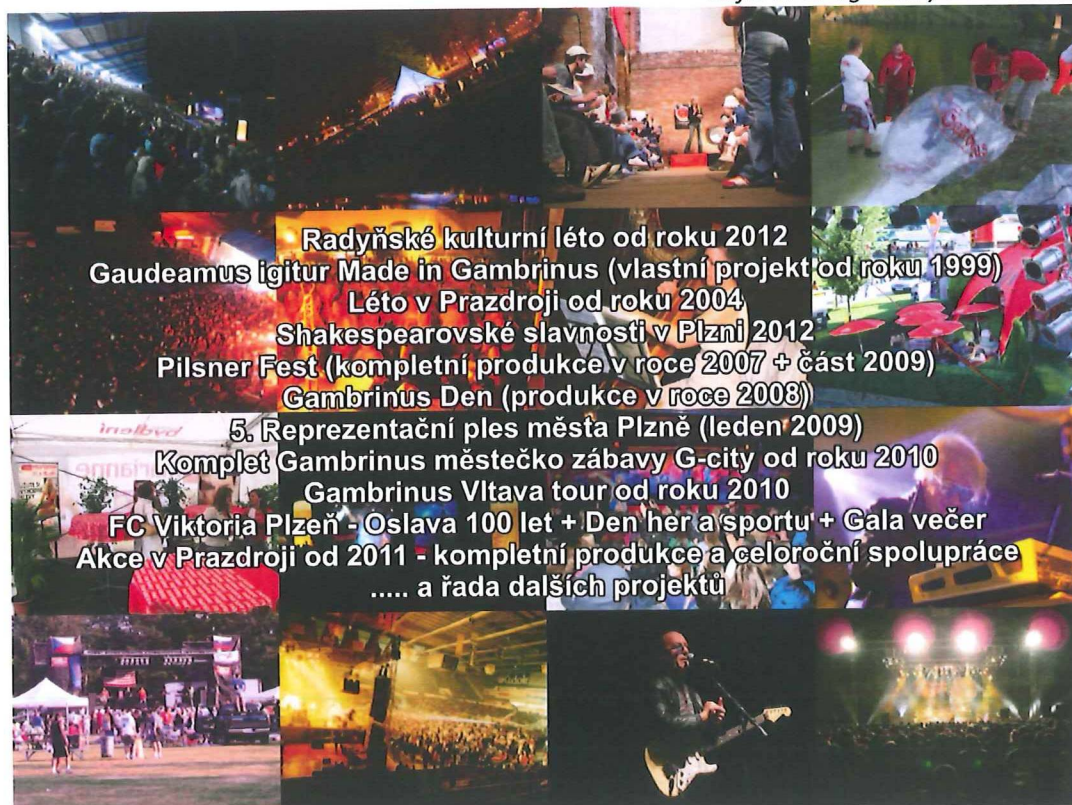 Radyňské kulturní léto od roku 2012
Gaudeamus igitur Made in Gambrinus (vlastní projekt od roku 1999)
Léto v Prazdroji od roku 2004
Shakespearovské slavnosti v Plzni 2012
Pilsner Fest (kompletní produkce v roce 2007 + část 2009)
Gambrinus Den (produkce v roce 2008)
5. Reprezentační ples města Plzně (leden 2009)
Komplet Gambrinus městečko zábavy G-city od roku 2010
Gambrinus Vltava tour od roku 2010
FC Viktoria Plzeň - Oslava 100 let + Den her a sportu + Gala večer
Akce v Prazdroji od 2011 - kompletní produkce a celoroční spolupráce
..... a řada dalších projektů